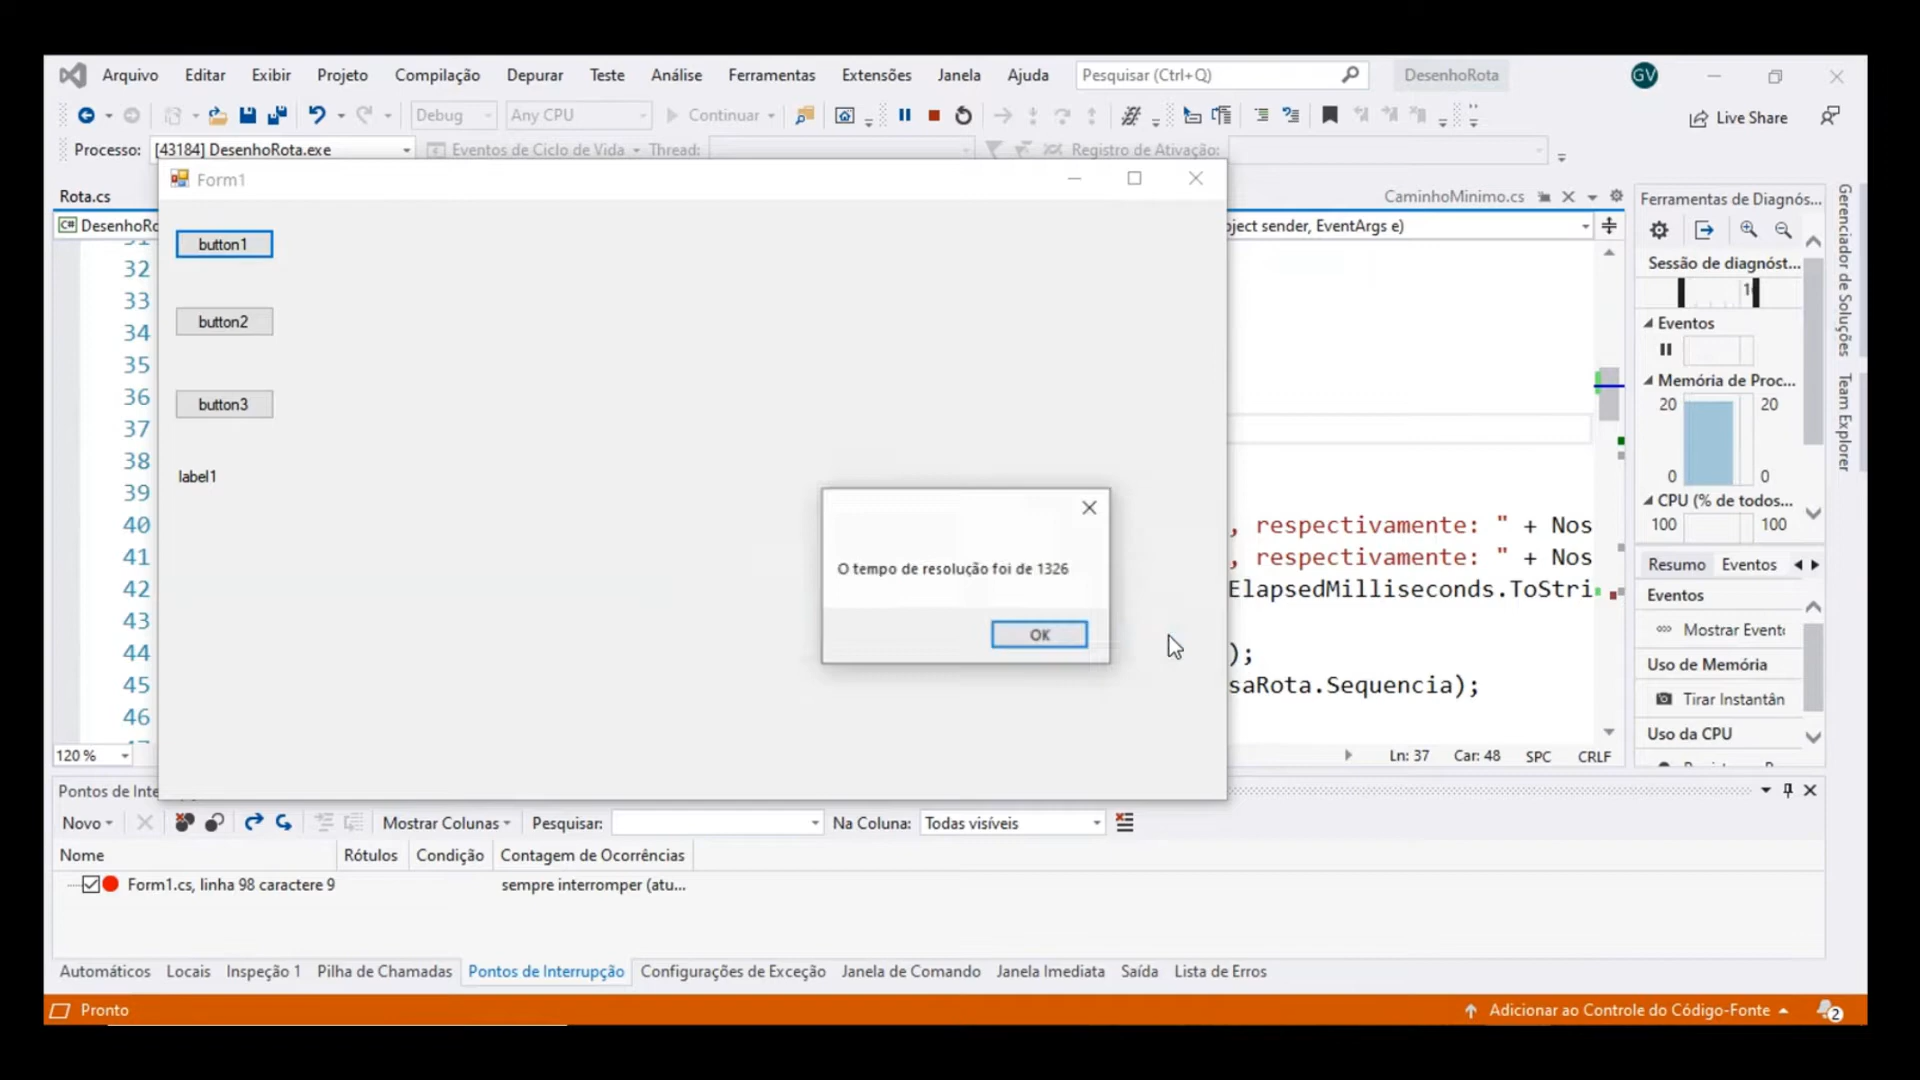 Arquivo Editar Exibir Projeto Compilação Depurar Teste Análise Ferramentas Extensões Janela Ajuda Pesquisar (Ctrl+Q) DesenhoRota GV
Debug Any CPU Continuar Live Share
Processo: [43184] DesenhoRota.exe Eventos de Ciclo de Vida Thread: Registro de Ativação:
Form1
Rota.cs CaminhoMinimo.cs Ferramentas de Diagnós...
C# DesenhoRo ject sender, EventArgs e)
button1
Sessão de diagnóst...
32
33
Eventos
button2
34
35
Memória de Proc...
20 20
36
button3
37
38
label1
0 0
39
CPU (% de todos...
100 100
40 , respectivamente: " + Nos
41 , respectivamente: " + Nos
O tempo de resolução foi de 1326
Resumo Eventos
42 ElapsedMilliseconds.ToStri
Eventos
43
OK
Mostrar Evento
44 );
Uso de Memória
45 saRota.Sequencia);
Tirar Instantân
46
Uso da CPU
120 % Ln: 37 Car: 48 SPC CRLF
Gerenciador de Soluções
Team Explorer
Pontos de Inte
Novo Mostrar Colunas Pesquisar: Na Coluna: Todas visíveis
Nome Rótulos Condição Contagem de Ocorrências
Form1.cs, linha 98 caractere 9 sempre interromper (atu...
Automáticos Locais Inspeção 1 Pilha de Chamadas Pontos de Interrupção Configurações de Exceção Janela de Comando Janela Imediata Saída Lista de Erros
Pronto Adicionar ao Controle do Código-Fonte 2